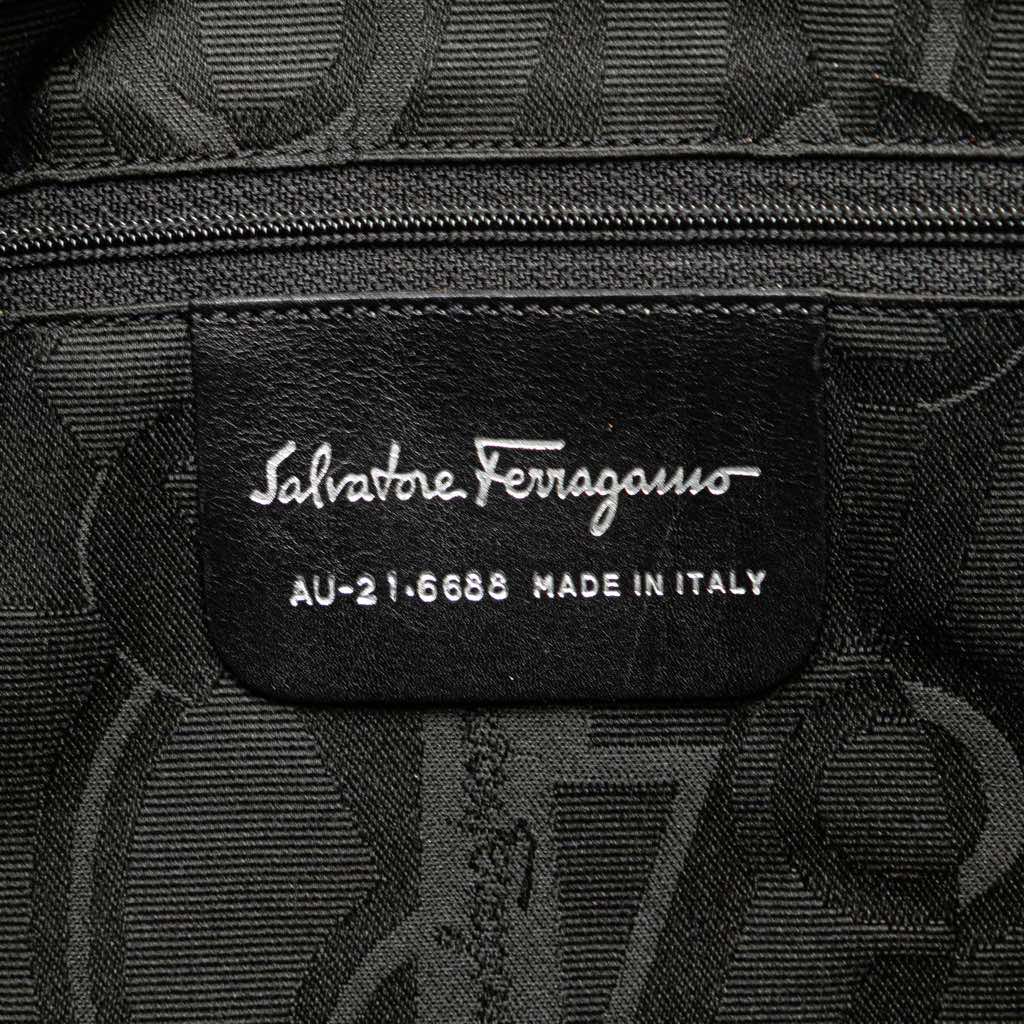 Salvatore Ferragamo
AU-21.6688 MADE IN ITALY